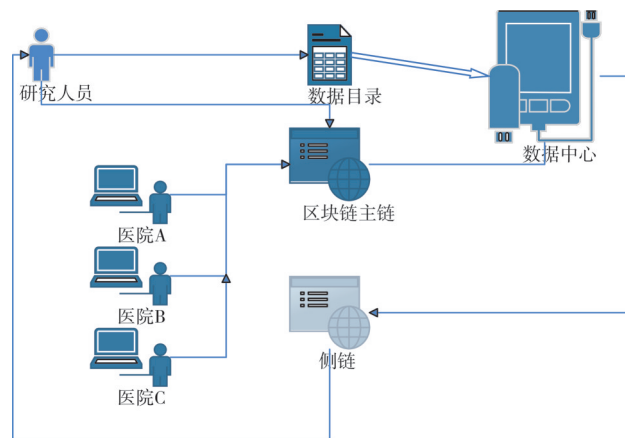 研究人员
数据目录
数据中心
区块链主链
医院A
医院B
侧链
医院C